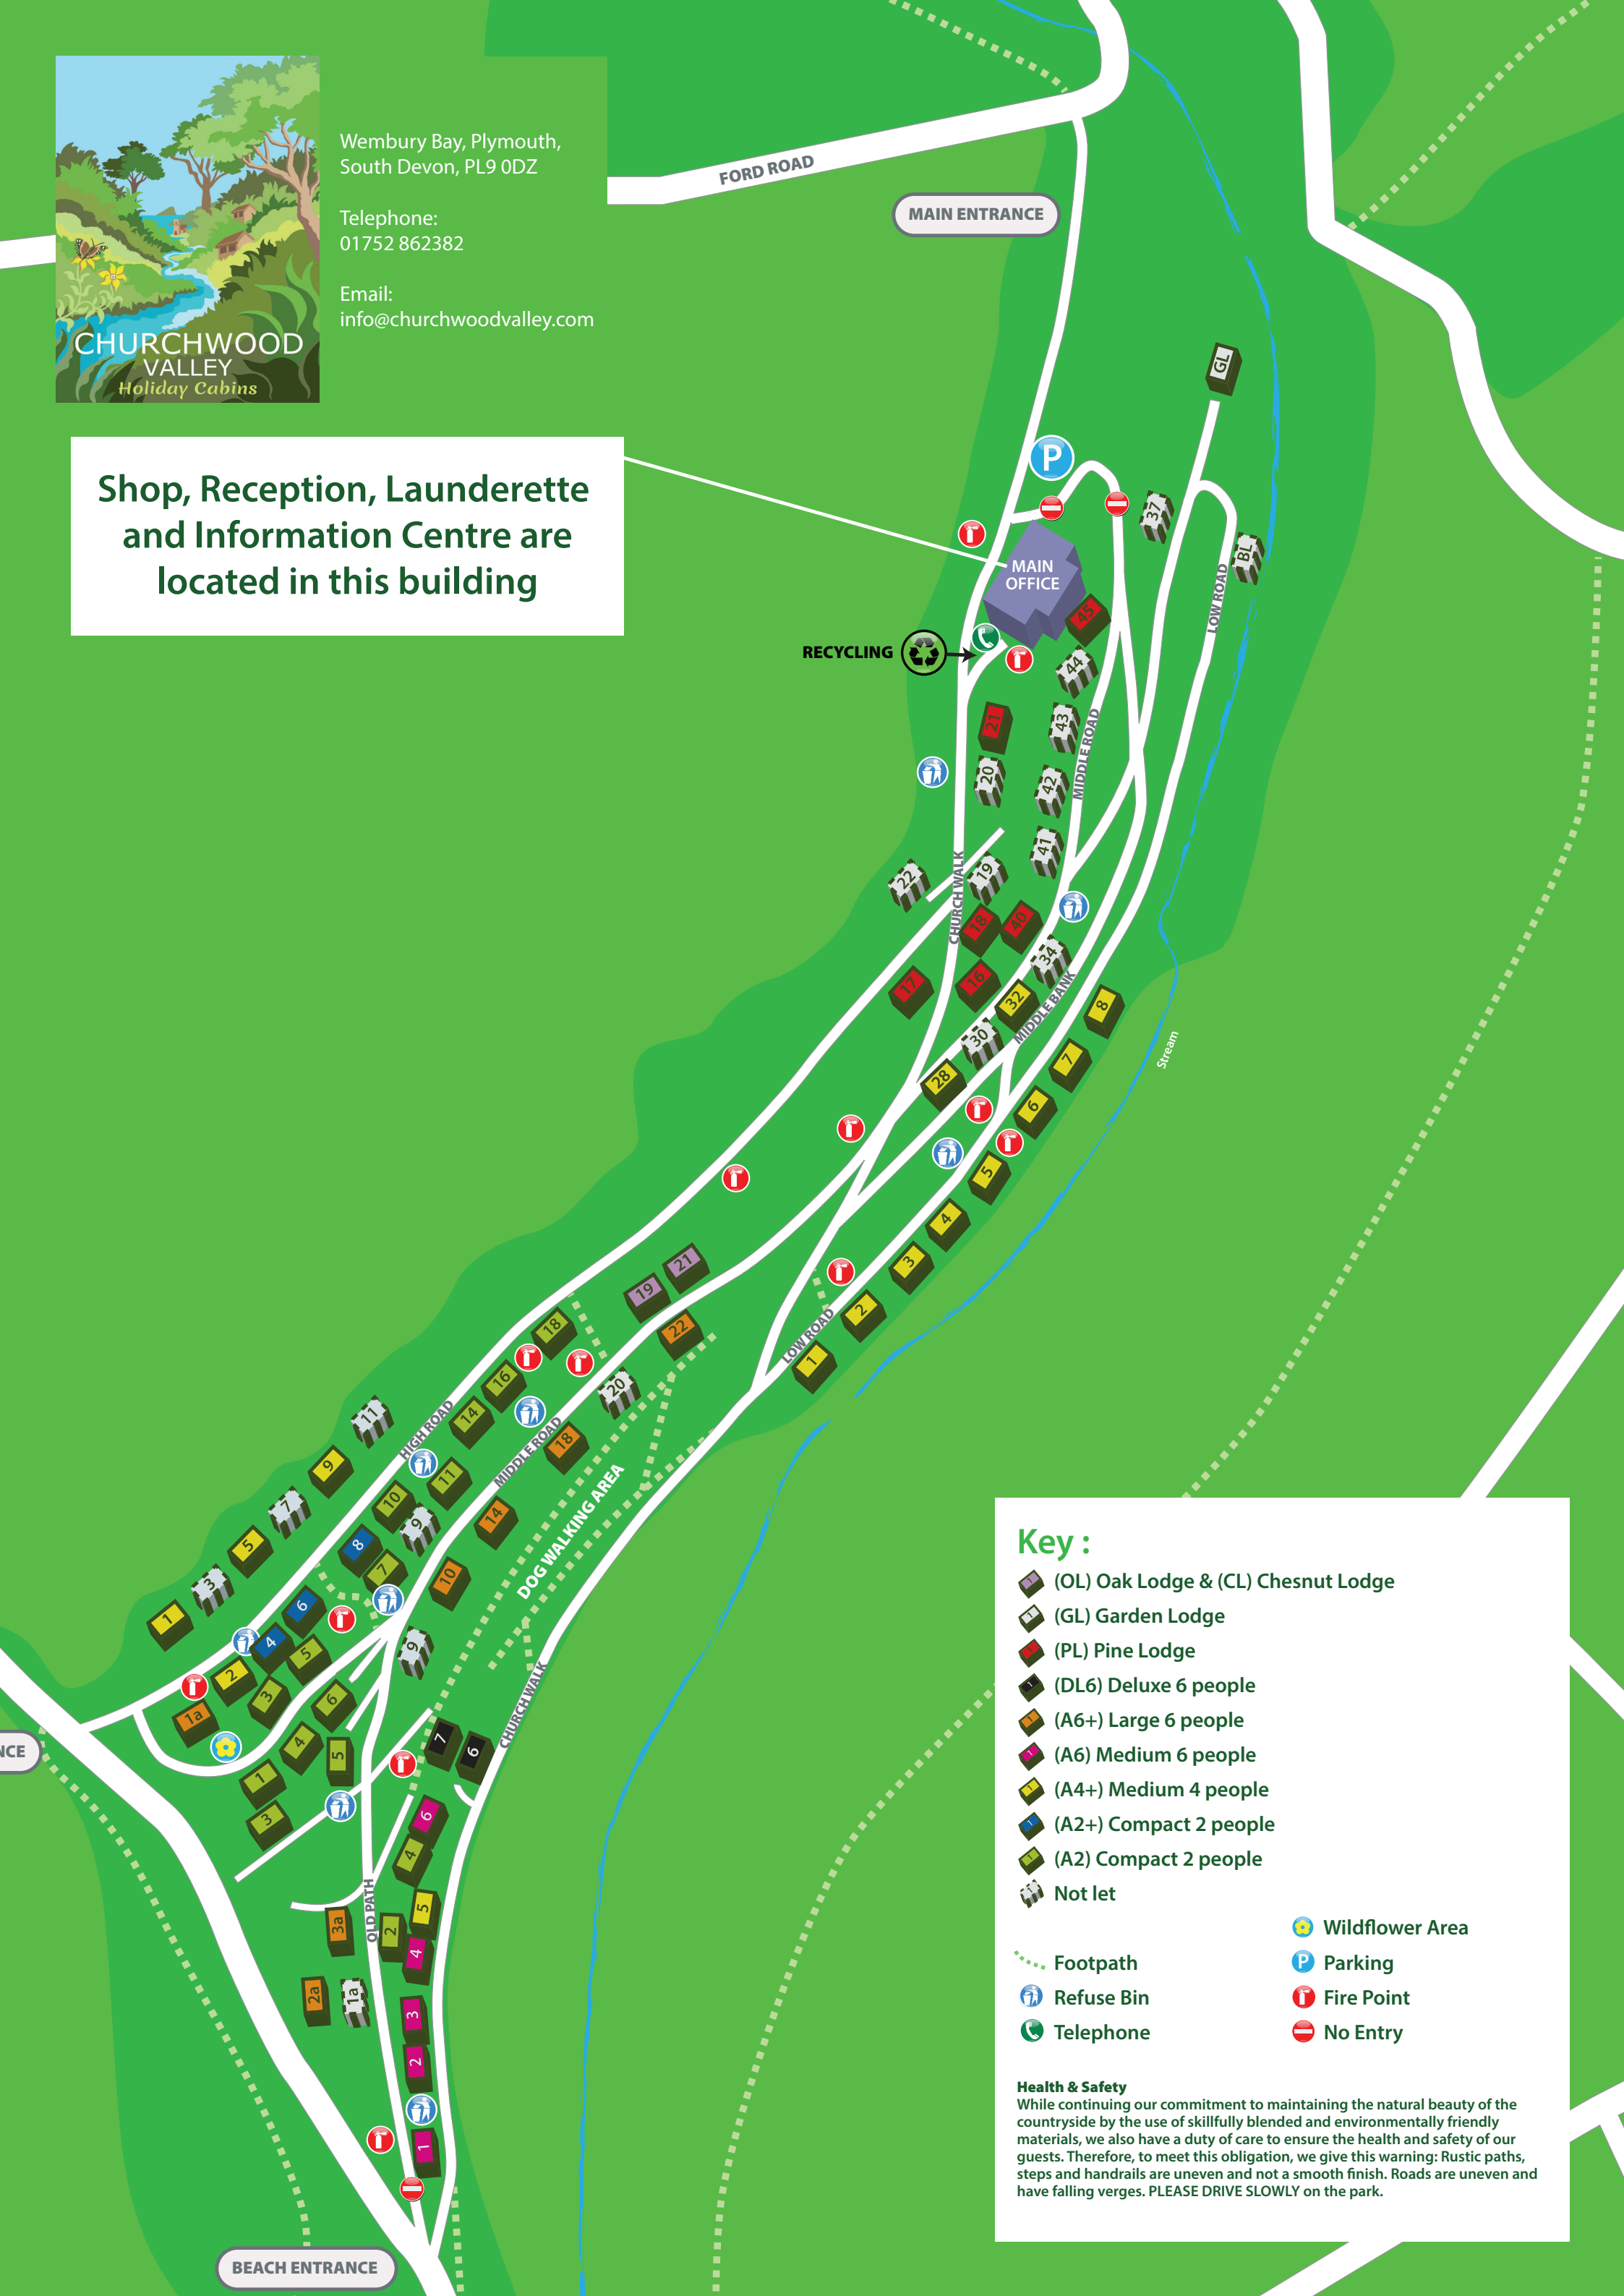 Wembury Bay, Plymouth,
South Devon, PL9 0DZ
Telephone:
01752 862382
Email:
info@churchwoodvalley.com
CHURCHWOOD
VALLEY
Holiday Cabins
FORD ROAD
MAIN ENTRANCE
Shop, Reception, Launderette
and Information Centre are
located in this building
GL
P
37
MAIN
OFFICE
BL
LOW ROAD
45
RECYCLING
44
21
43
MIDDLE ROAD
20
42
41
22
19
CHURCH WALK
18
40
34
17
16
32
MIDDLE BANK
8
30
28
7
Stream
6
5
4
3
2
1
LOW ROAD
21
19
22
18
20
16
14
11
HIGH ROAD
MIDDLE ROAD
18
9
11
10
7
9
14
8
5
7
10
3
6
DOG WALKING AREA
1
4
5
9
2
3
6
1a
CHURCH WALK
4
5
7
6
NCE
1
3
6
4
OLD PATH
5
3a
2
4
2a
1a
3
2
1
BEACH ENTRANCE
Key :
(OL) Oak Lodge & (CL) Chesnut Lodge
(GL) Garden Lodge
(PL) Pine Lodge
(DL6) Deluxe 6 people
(A6+) Large 6 people
(A6) Medium 6 people
(A4+) Medium 4 people
(A2+) Compact 2 people
(A2) Compact 2 people
Not let
Wildflower Area
Footpath
P Parking
Refuse Bin
Fire Point
Telephone
No Entry
Health & Safety
While continuing our commitment to maintaining the natural beauty of the
countryside by the use of skillfully blended and environmentally friendly
materials, we also have a duty of care to ensure the health and safety of our
guests. Therefore, to meet this obligation, we give this warning: Rustic paths,
steps and handrails are uneven and not a smooth finish. Roads are uneven and
have falling verges. PLEASE DRIVE SLOWLY on the park.